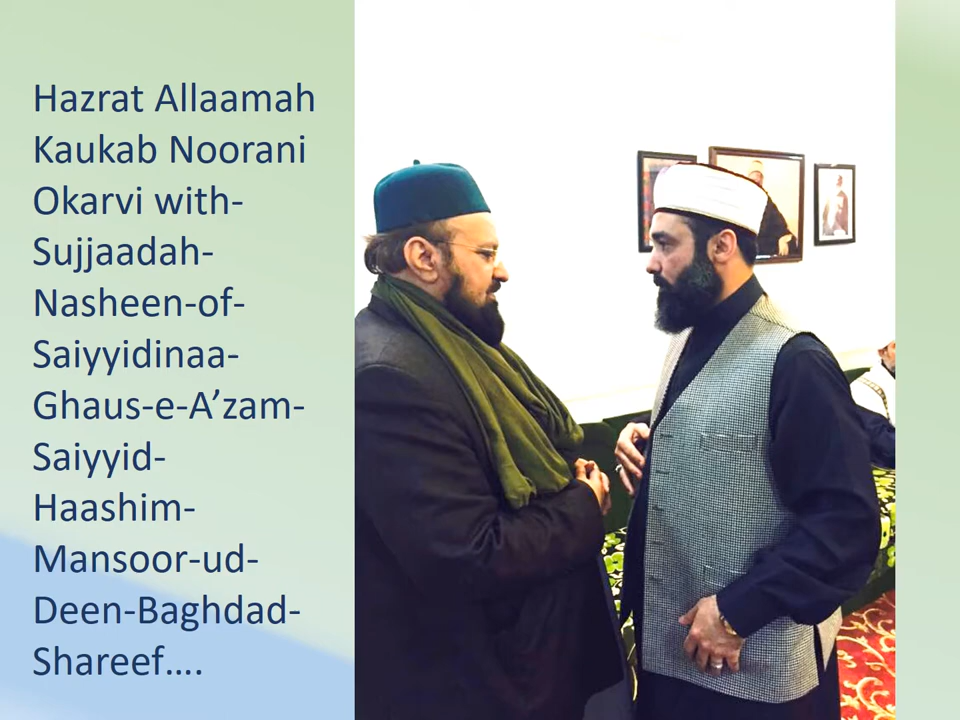 Hazrat Allaamah
Kaukab Noorani
Okarvi with-
Sujjaadah-
Nasheen-of-
Saiyyidinaa-
Ghaus-e-A’zam-
Saiyyid-
Haashim-
Mansoor-ud-
Deen-Baghdad-
Shareef….